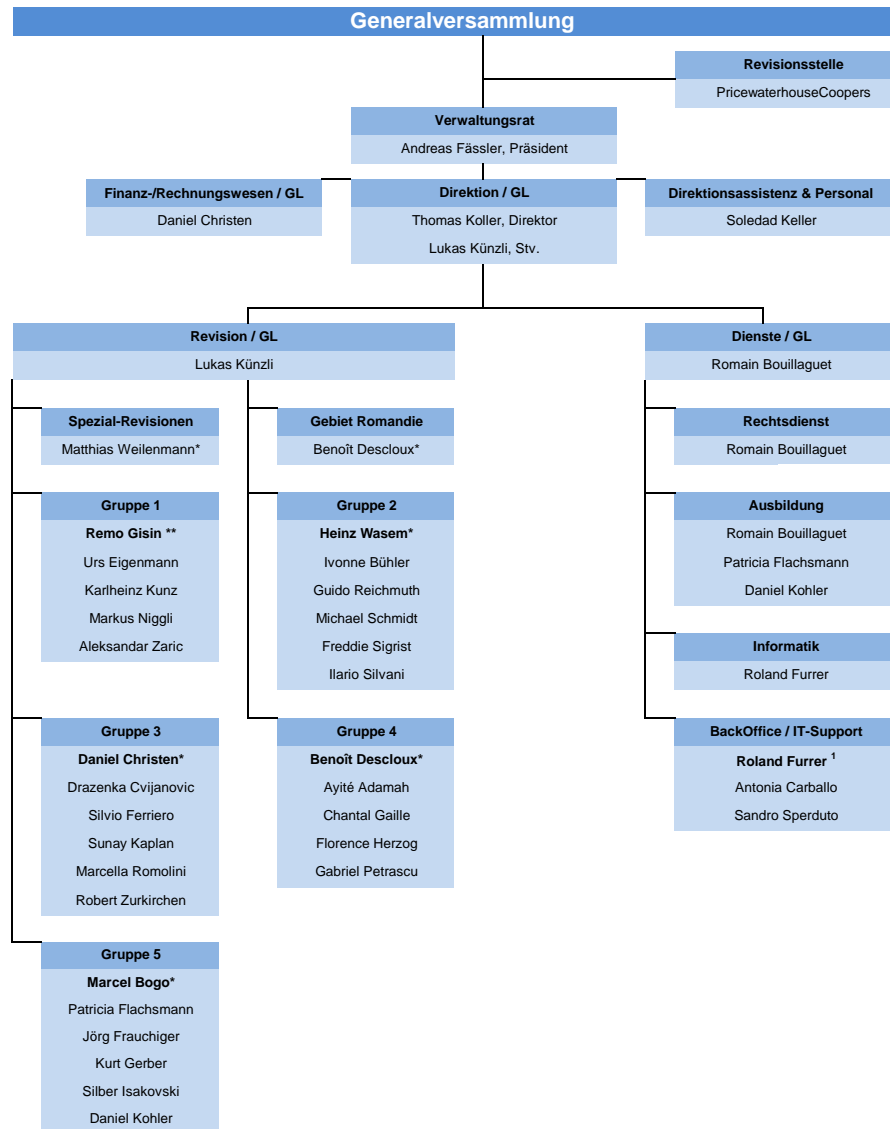 Generalversammlung
Revisionsstelle
PricewaterhouseCoopers
Verwaltungsrat
Andreas Fässler, Präsident
Finanz-/Rechnungswesen / GL
Daniel Christen
Direktion / GL
Thomas Koller, Direktor
Lukas Künzli, Stv.
Direktionsassistenz & Personal
Soledad Keller
Revision / GL
Lukas Künzli
Dienste / GL
Romain Bouillaguet
Spezial-Revisionen
Matthias Weilenmann*
Gebiet Romandie
Benoît Descloux*
Rechtsdienst
Romain Bouillaguet
Gruppe 1
Remo Gisin **
Urs Eigenmann
Karlheinz Kunz
Markus Niggli
Aleksandar Zaric
Gruppe 2
Heinz Wasem*
Ivonne Bühler
Guido Reichmuth
Michael Schmidt
Freddie Sigrist
Ilario Silvani
Ausbildung
Romain Bouillaguet
Patricia Flachsmann
Daniel Kohler
Informatik
Roland Furrer
Gruppe 3
Daniel Christen*
Drazenka Cvijanovic
Silvio Ferriero
Sunay Kaplan
Marcella Romolini
Robert Zurkirchen
Gruppe 4
Benoît Descloux*
Ayité Adamah
Chantal Gaille
Florence Herzog
Gabriel Petrascu
BackOffice / IT-Support
Roland Furrer ¹
Antonia Carballo
Sandro Sperduto
Gruppe 5
Marcel Bogo*
Patricia Flachsmann
Jörg Frauchiger
Kurt Gerber
Silber Isakovski
Daniel Kohler